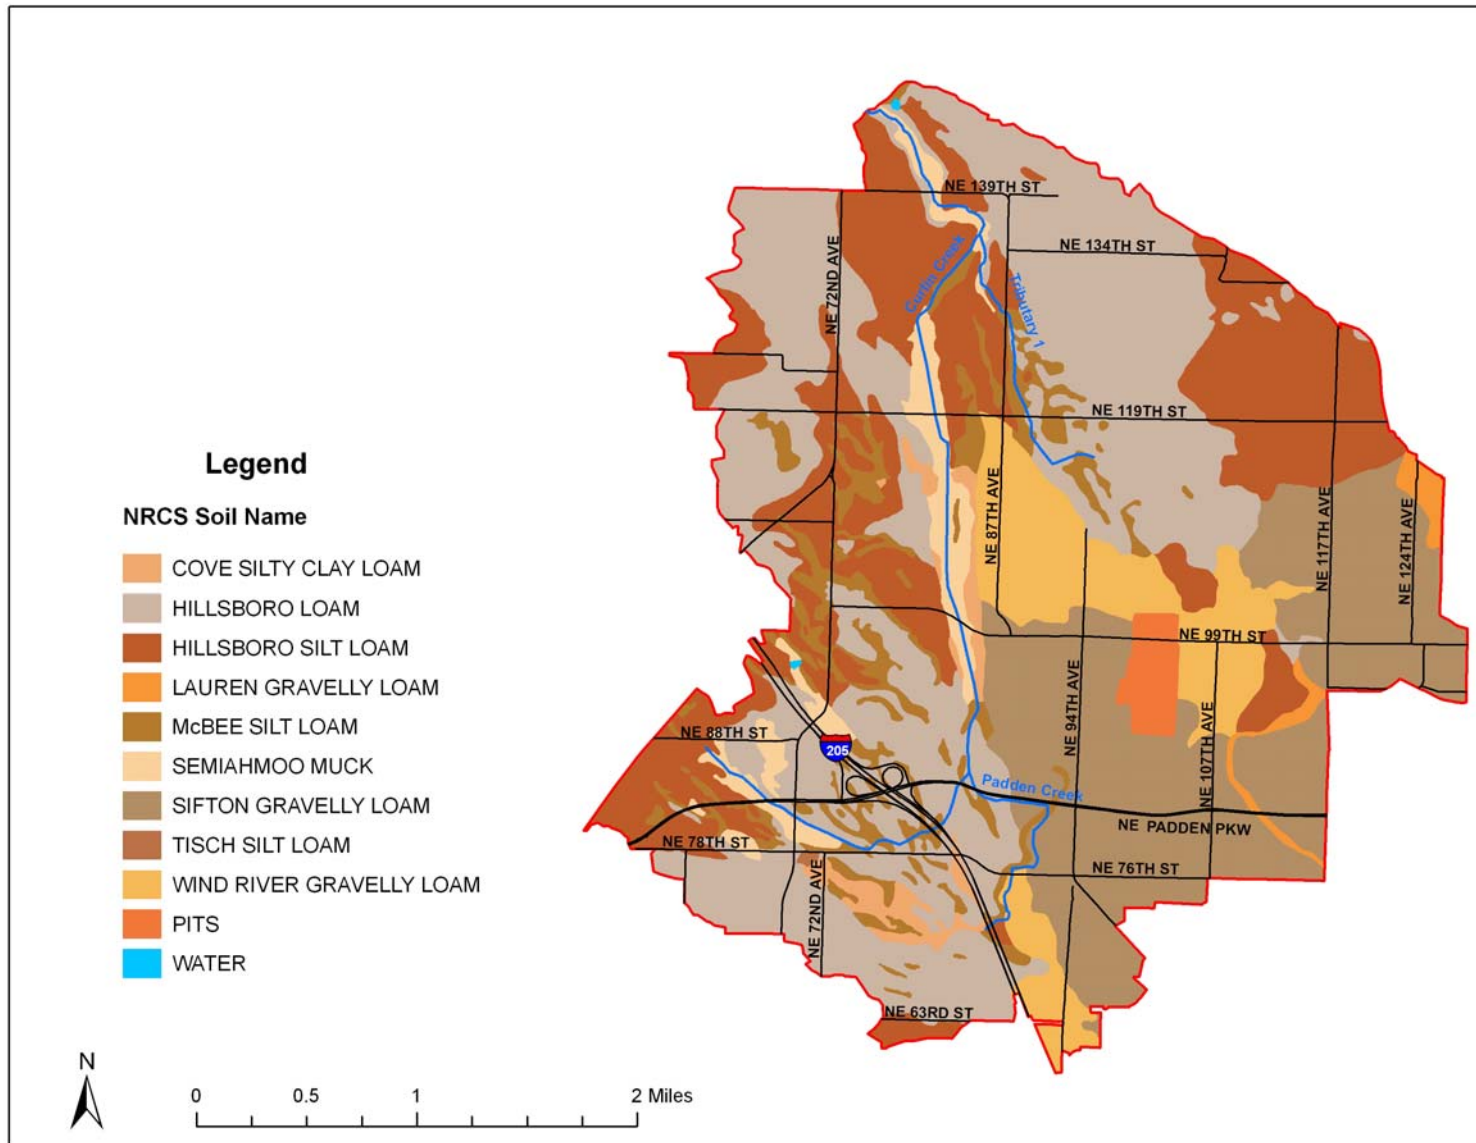 NE 139TH ST
NE 134TH ST
NE 72ND AVE
Curtin Creek
Tributary 1
NE 119TH ST
Legend
NRCS Soil Name
COVE SILTY CLAY LOAM
HILLSBORO LOAM
HILLSBORO SILT LOAM
LAUREN GRAVELLY LOAM
McBEE SILT LOAM
SEMIAHMOO MUCK
SIFTON GRAVELLY LOAM
TISCH SILT LOAM
WIND RIVER GRAVELLY LOAM
PITS
WATER
NE 87TH AVE
NE 117TH AVE
NE 124TH AVE
NE 99TH ST
NE 94TH AVE
NE 107TH AVE
NE 88TH ST
205
Padden Creek
NE PADDEN PKW
NE 78TH ST
NE 76TH ST
NE 72ND AVE
NE 63RD ST
N
0 0.5 1 2 Miles